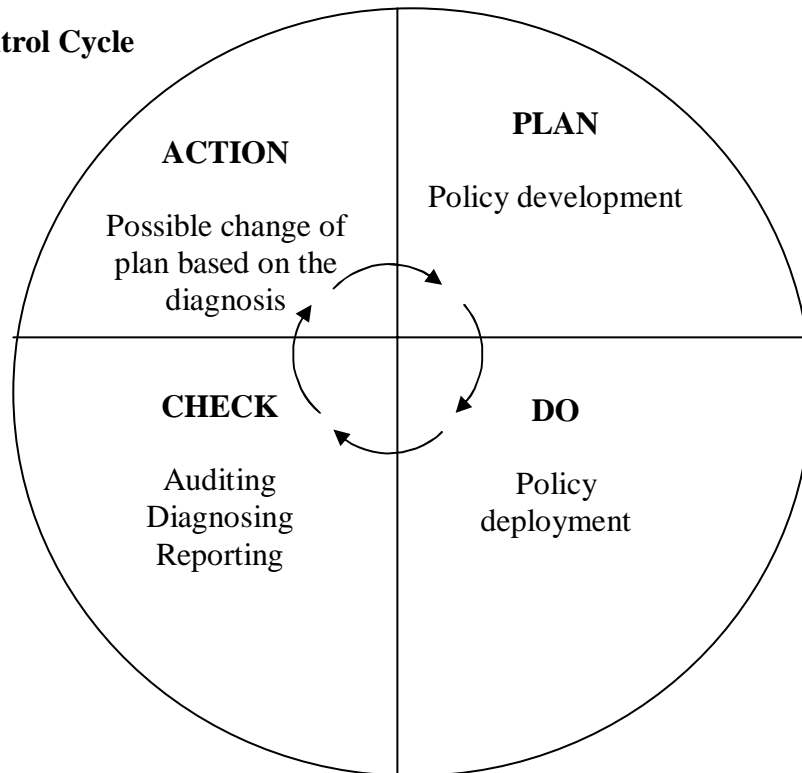 trol Cycle
ACTION
Possible change of
plan based on the
diagnosis
PLAN
Policy development
CHECK
Auditing
Diagnosing
Reporting
DO
Policy
deployment